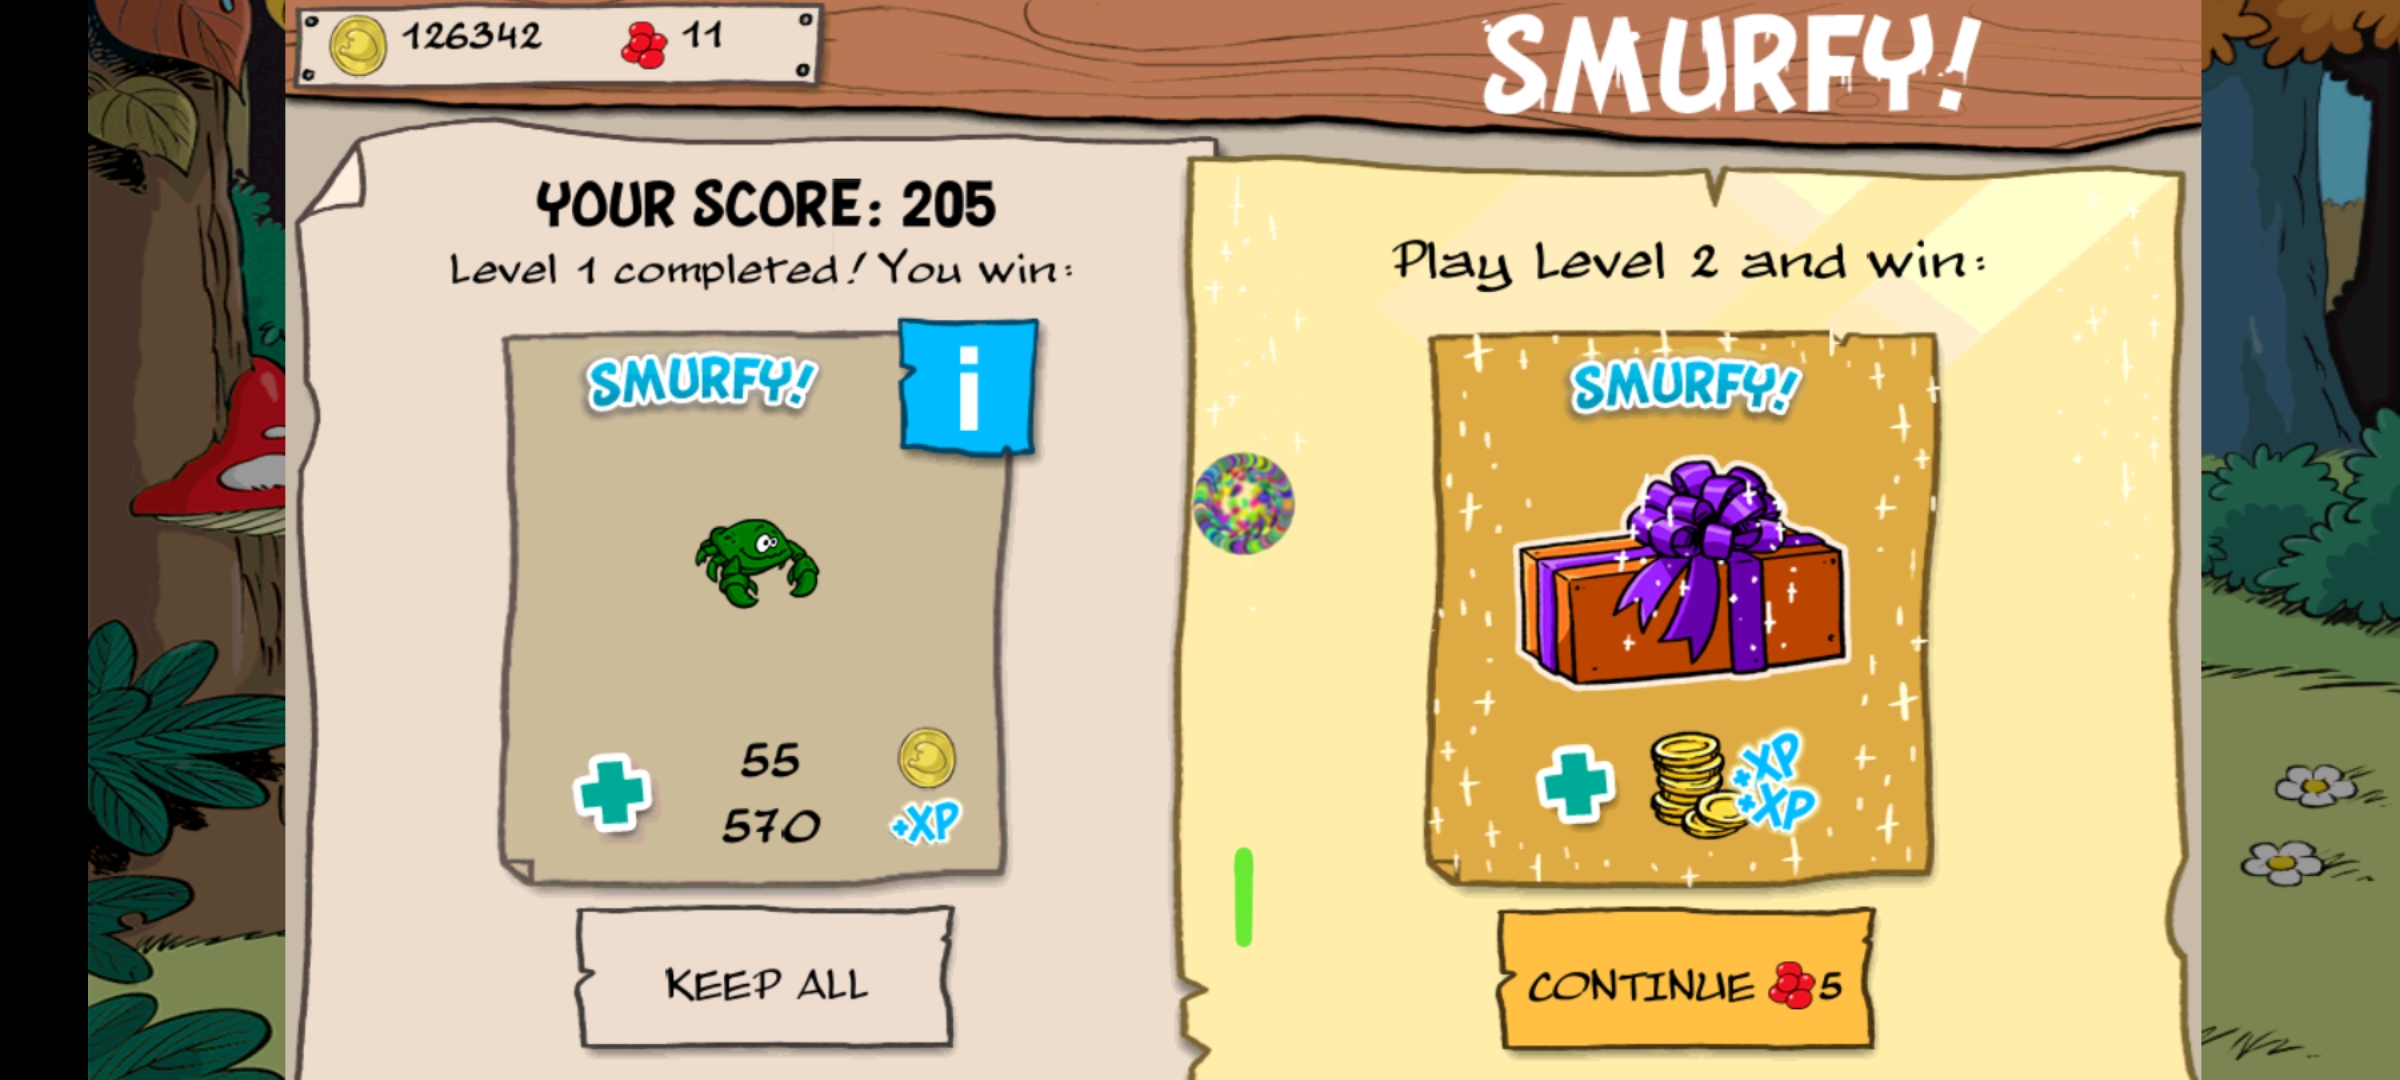 126342
11
SMURFY!
YOUR SCORE: 205
Level 1 completed! You win:
SMURFY!
i
55
570
+XP
KEEP ALL
Play Level 2 and win:
SMURFY!
+XP
+XP
CONTINUE 5